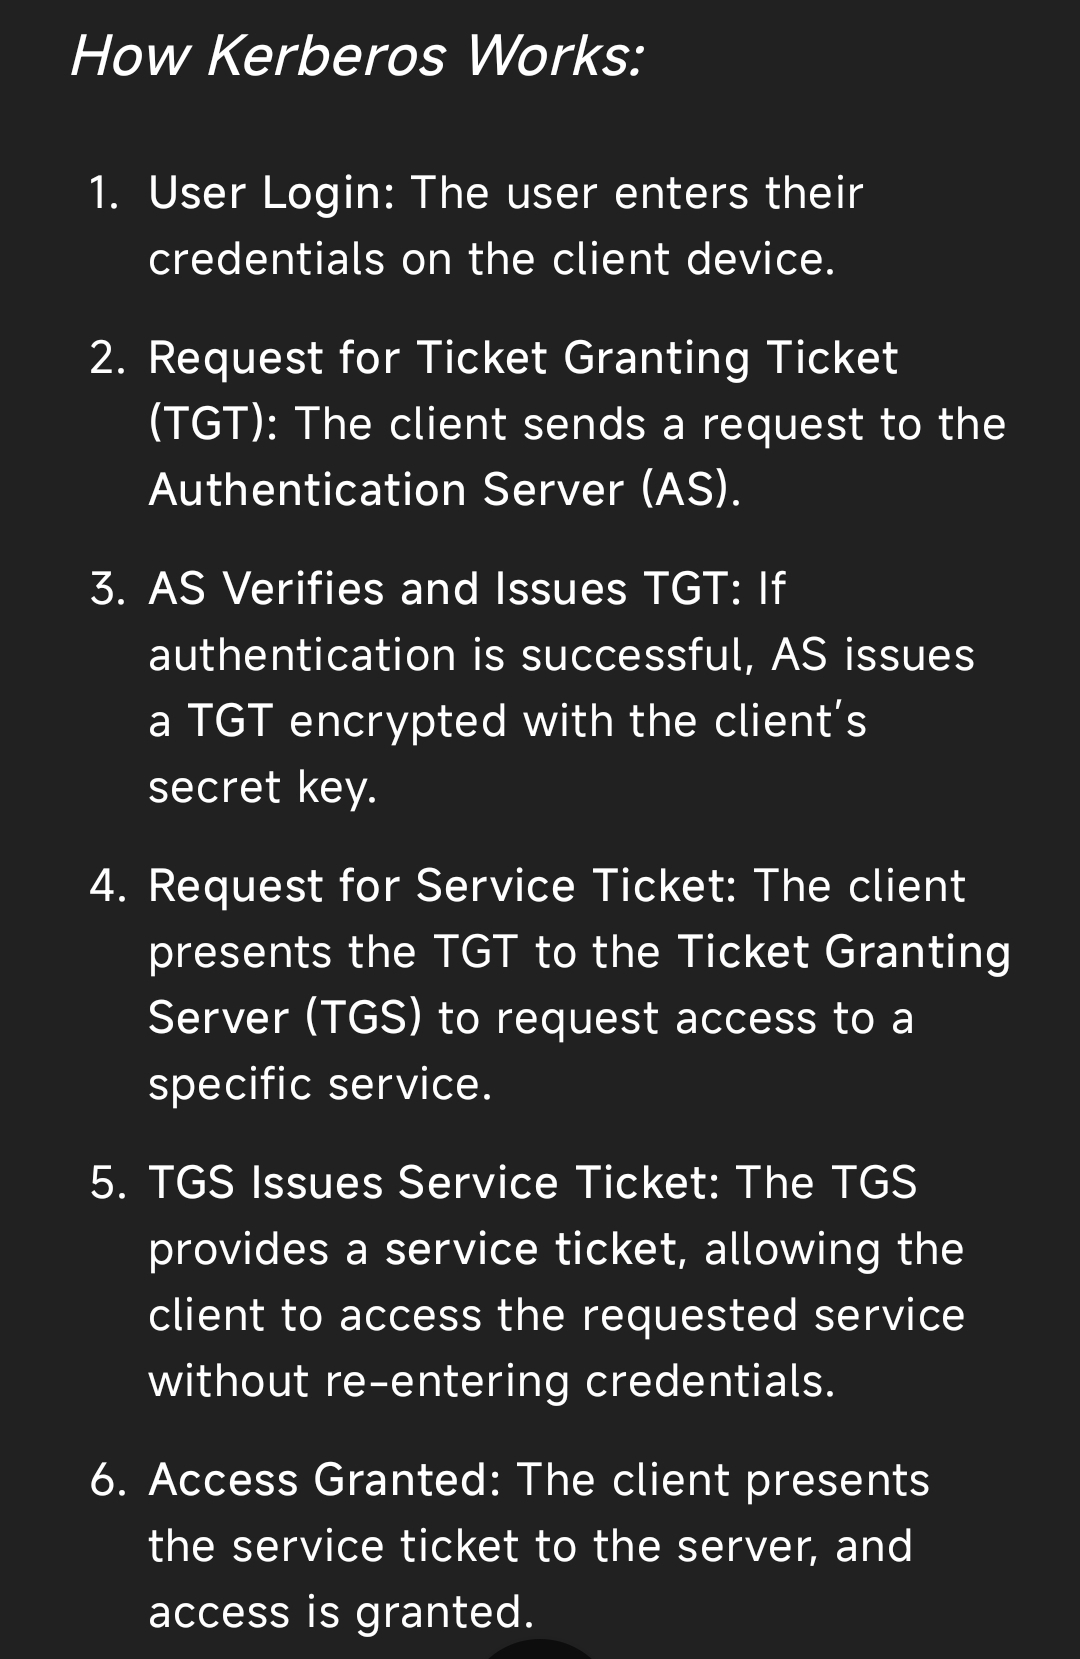 How Kerberos Works:
1. User Login: The user enters their
credentials on the client device.
2. Request for Ticket Granting Ticket
(TGT): The client sends a request to the
Authentication Server (AS).
3. AS Verifies and Issues TGT: If
authentication is successful, AS issues
a TGT encrypted with the client's
secret key.
4. Request for Service Ticket: The client
presents the TGT to the Ticket Granting
Server (TGS) to request access to a
specific service.
5. TGS Issues Service Ticket: The TGS
provides a service ticket, allowing the
client to access the requested service
without re-entering credentials.
6. Access Granted: The client presents
the service ticket to the server, and
access is granted.